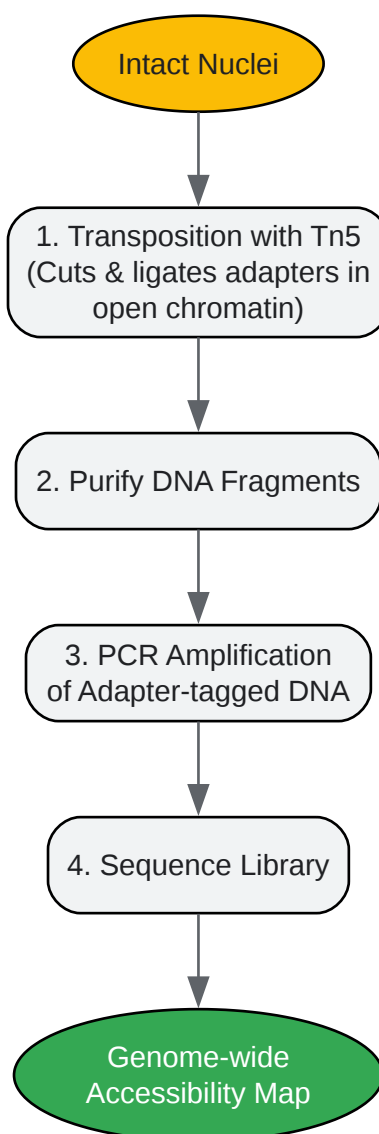 Intact Nuclei
1. Transposition with Tn5
(Cuts & ligates adapters in
open chromatin)
2. Purify DNA Fragments
3. PCR Amplification
of Adapter-tagged DNA
4. Sequence Library
Genome-wide
Accessibility Map